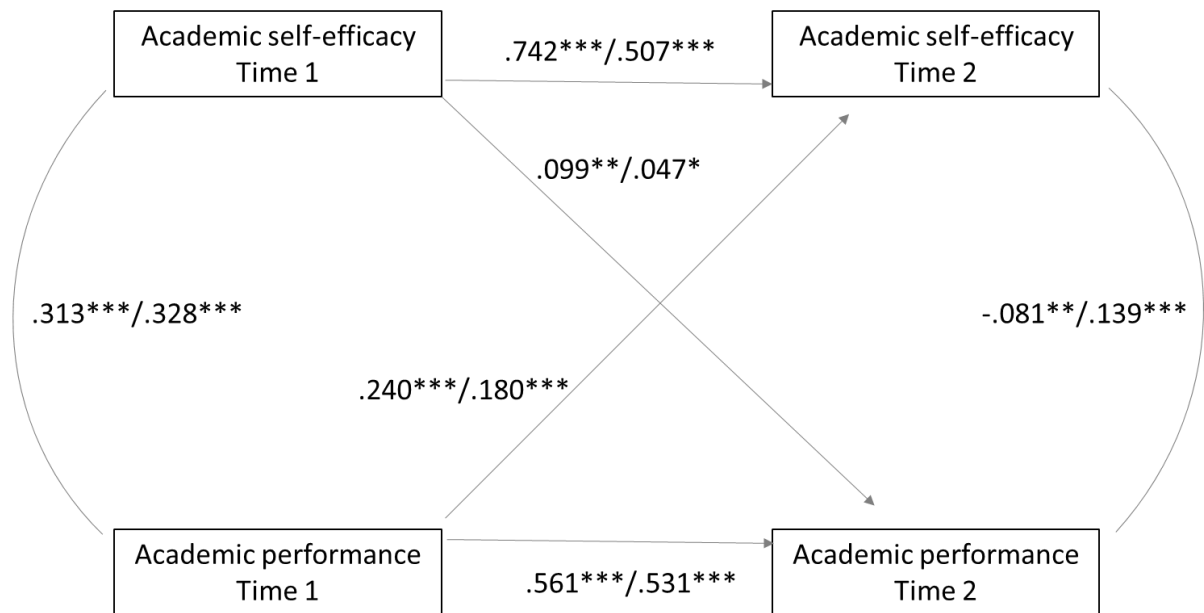 Academic self-efficacy
Time 1
.742***/.507***
Academic self-efficacy
Time 2
.099**/.047*
.313***/.328***
-.081**/.139***
.240***/.180***
Academic performance
Time 1
.561***/.531***
Academic performance
Time 2